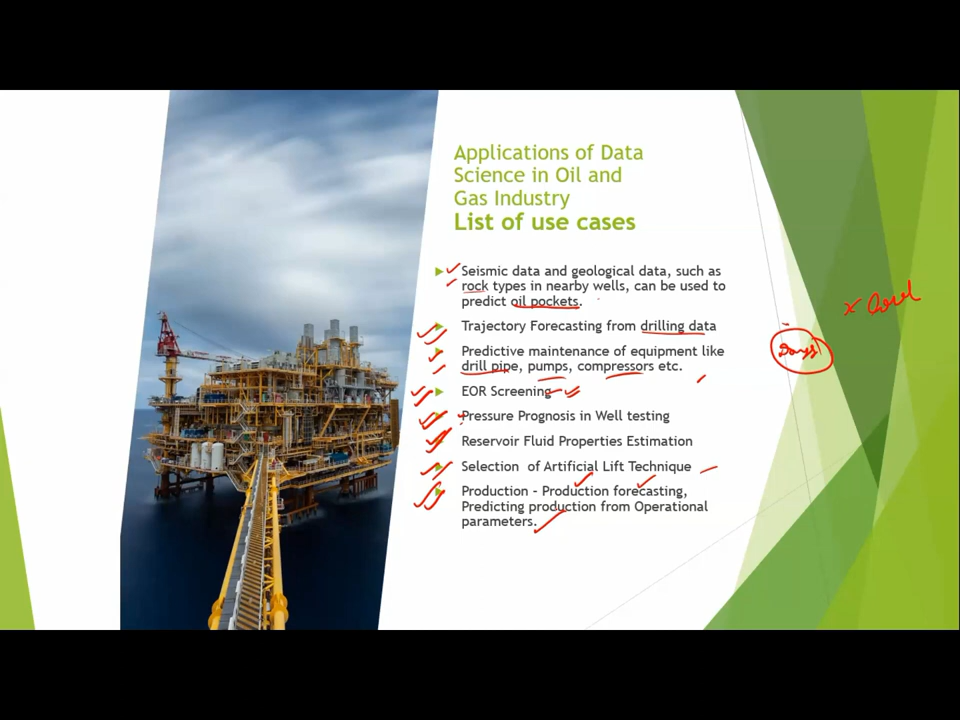 Applications of Data
Science in Oil and
Gas Industry
List of use cases
Seismic data and geological data, such as
rock types in nearby wells, can be used to
predict oil pockets.
Trajectory Forecasting from drilling data
Predictive maintenance of equipment like
drill pipe, pumps, compressors etc.
EOR Screening
Pressure Prognosis in Well testing
Reservoir Fluid Properties Estimation
Selection of Artificial Lift Technique
Production - Production forecasting,
Predicting production from Operational
parameters.